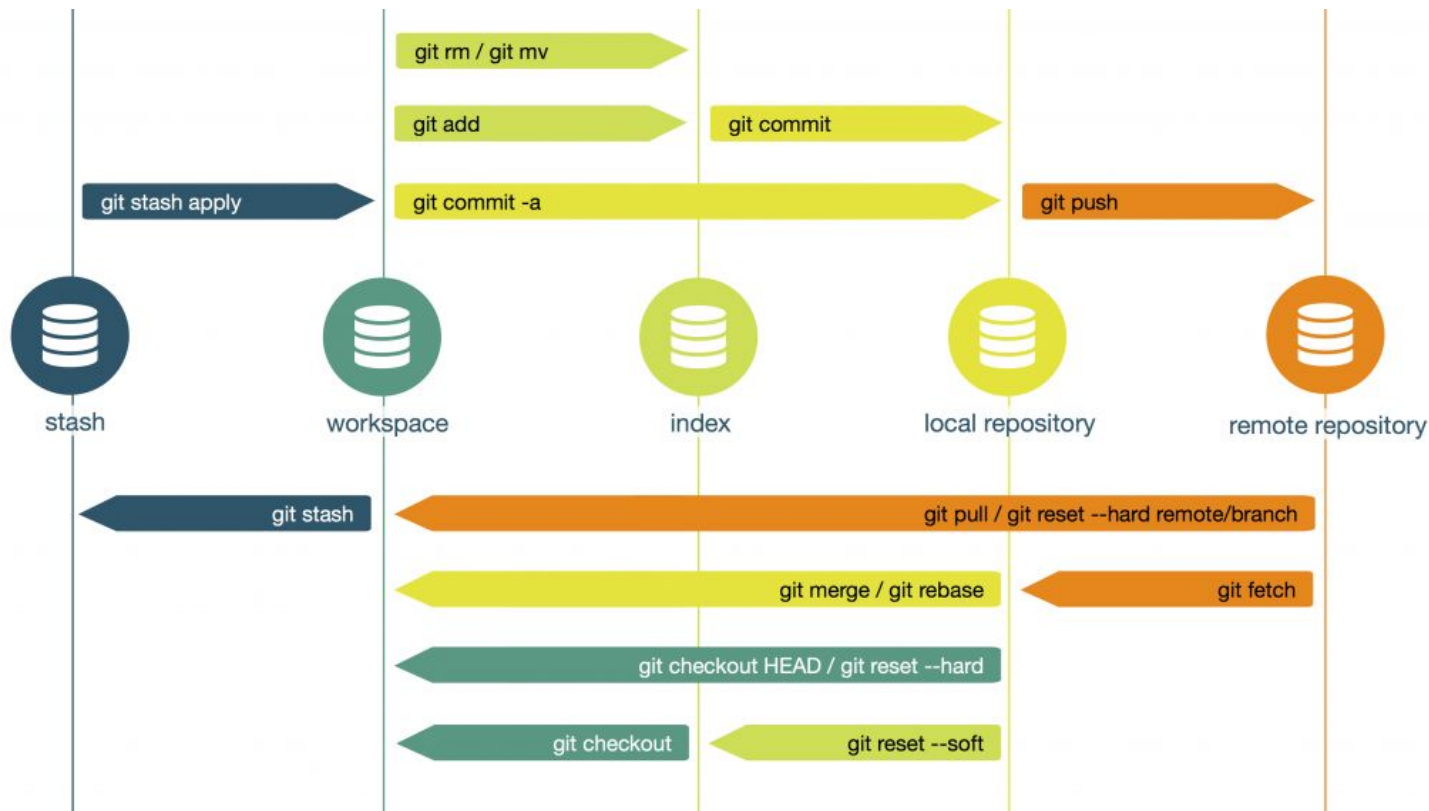 git rm / git mv
git add
git commit
git stash apply
git commit -a
git push
stash
workspace
index
local repository
remote repository
git stash
git pull / git reset --hard remote/branch
git merge / git rebase
git fetch
git checkout HEAD / git reset --hard
git checkout
git reset --soft